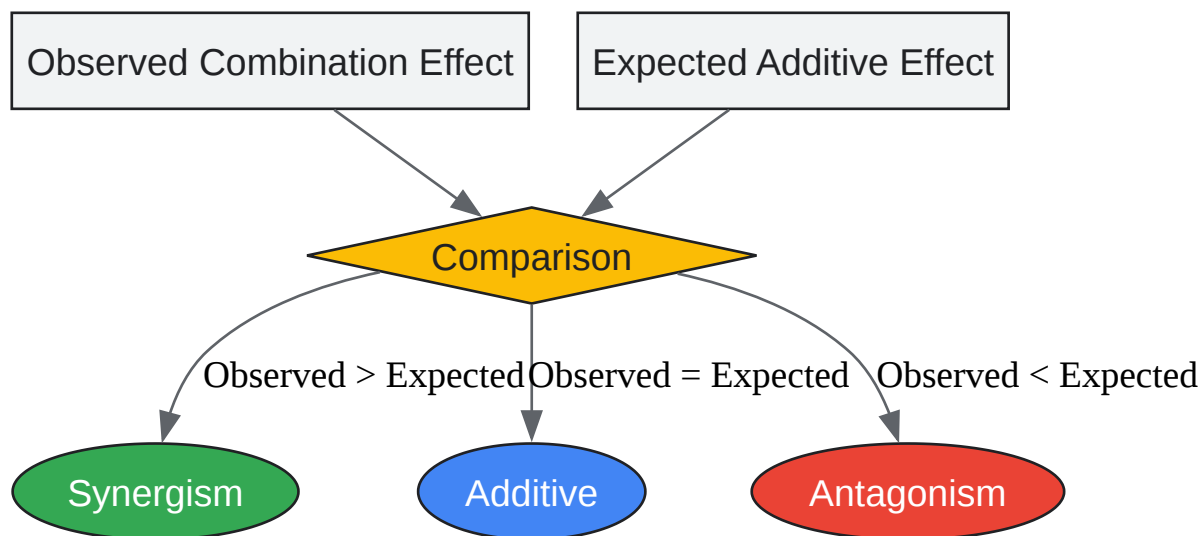 Observed Combination Effect
Expected Additive Effect
Comparison
Observed > Expected
Observed = Expected
Observed < Expected
Synergism
Additive
Antagonism